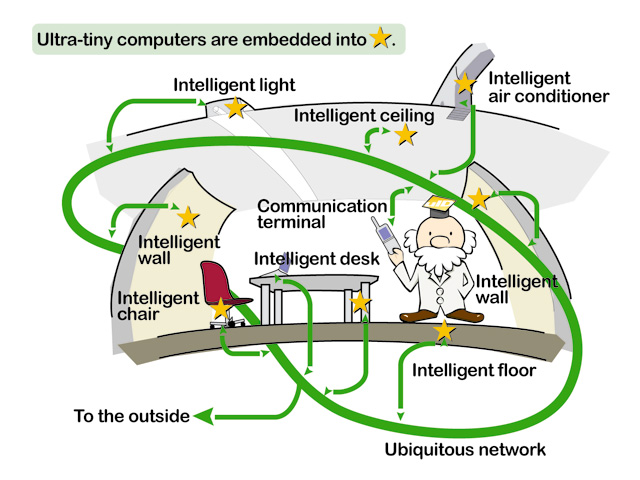 Ultra-tiny computers are embedded into ⭐.
Intelligent light
Intelligent
air conditioner
Intelligent ceiling
Communication
terminal
Intelligent
wall
Intelligent desk
Intelligent
wall
Intelligent
chair
Intelligent floor
To the outside
Ubiquitous network